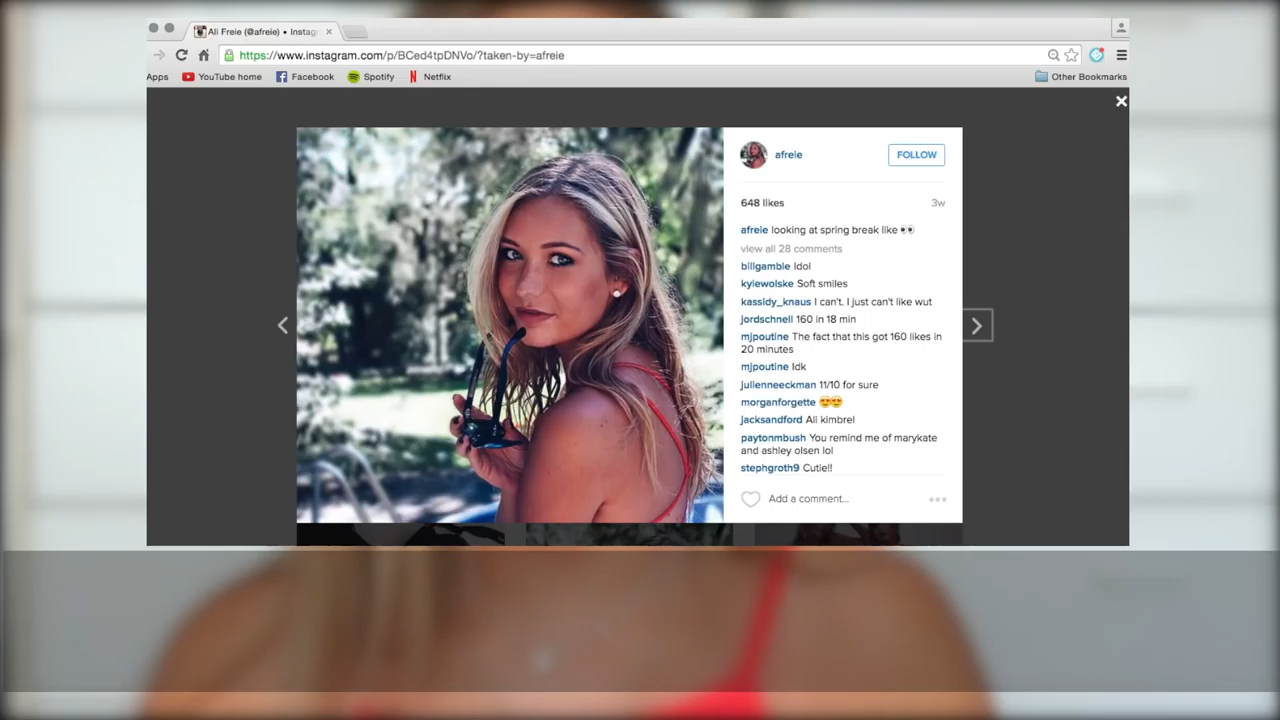 Ali Freie (@afreie) • Instag
https://www.instagram.com/p/BCed4tpDNVo/?taken-by=afreie
Apps YouTube home Facebook Spotify Netflix Other Bookmarks
afreie FOLLOW
648 likes 3w
afreie looking at spring break like 👀
view all 28 comments
billgamble Idol
kylewolske Soft smiles
kassidy_knaus I can't. I just can't like wut
jordschnell 160 in 18 min
mjpoutine The fact that this got 160 likes in
20 minutes
mjpoutine Idk
julienneeckman 11/10 for sure
morganforgette 😍😍
jacksandford Ali kimbrel
paytonmbush You remind me of marykate
and ashley olsen lol
stephgroth9 Cutie!!
Add a comment...